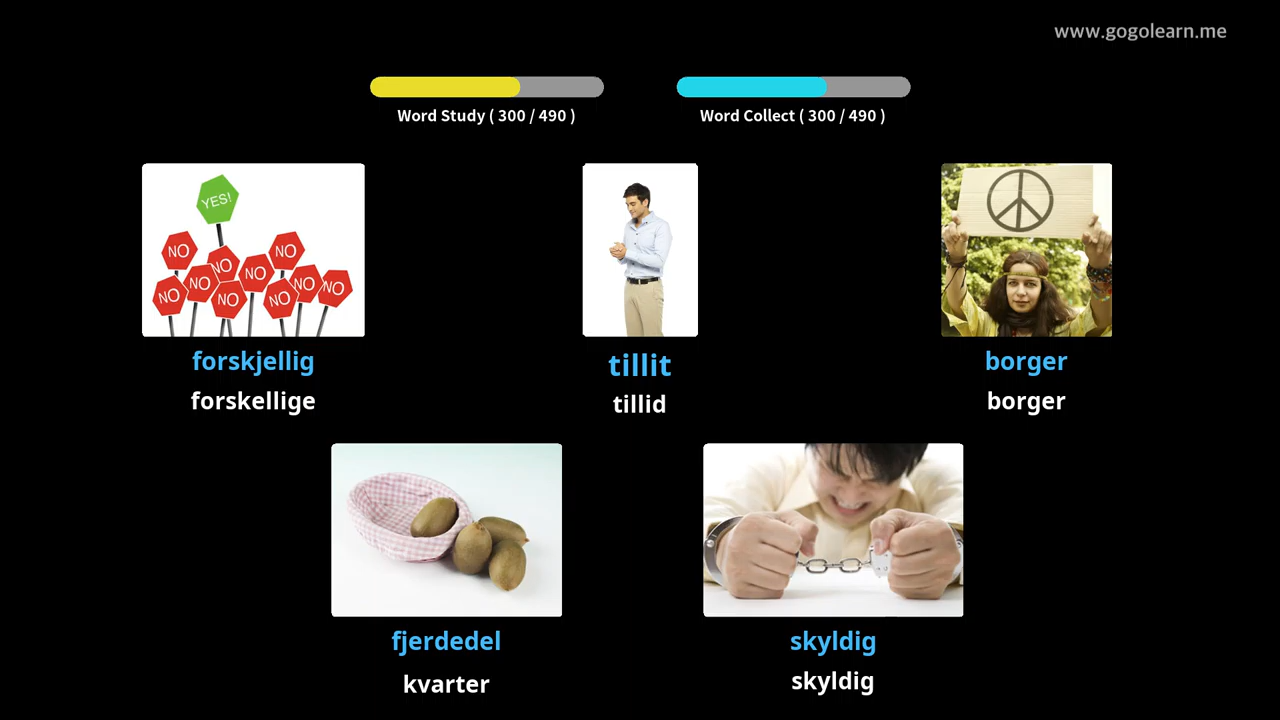 www.gogolearn.me
Word Study ( 300 / 490 )
Word Collect ( 300 / 490 )
YES!
NO
NO
NO
NO
NO
NO
NO
NO
NO
NO
forskjellig
forskellige
tillit
tillid
borger
borger
fjerdedel
kvarter
skyldig
skyldig